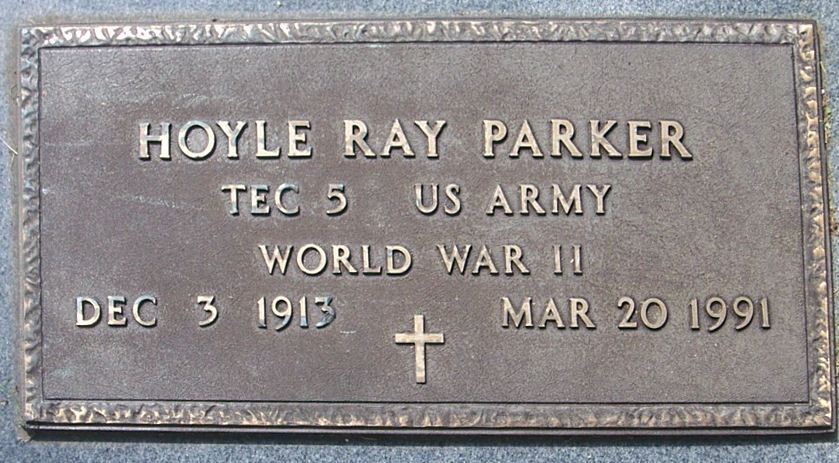 HOYLE RAY PARKER
TEC 5 US ARMY
WORLD WAR II
DEC 3 1913 MAR 20 1991